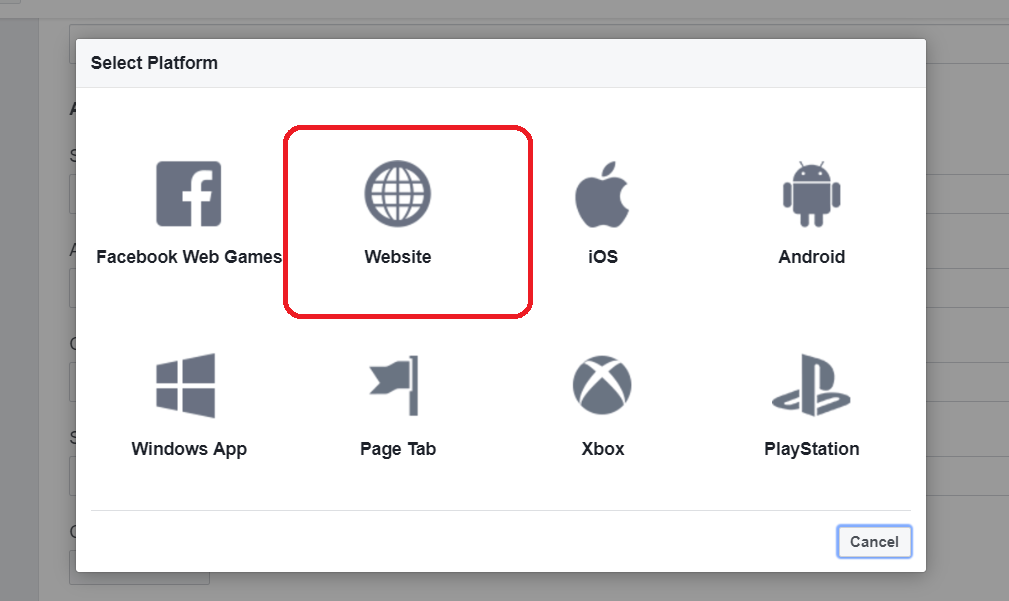 Select Platform
Facebook Web Games
Website
iOS
Android
Windows App
Page Tab
Xbox
PlayStation
Cancel